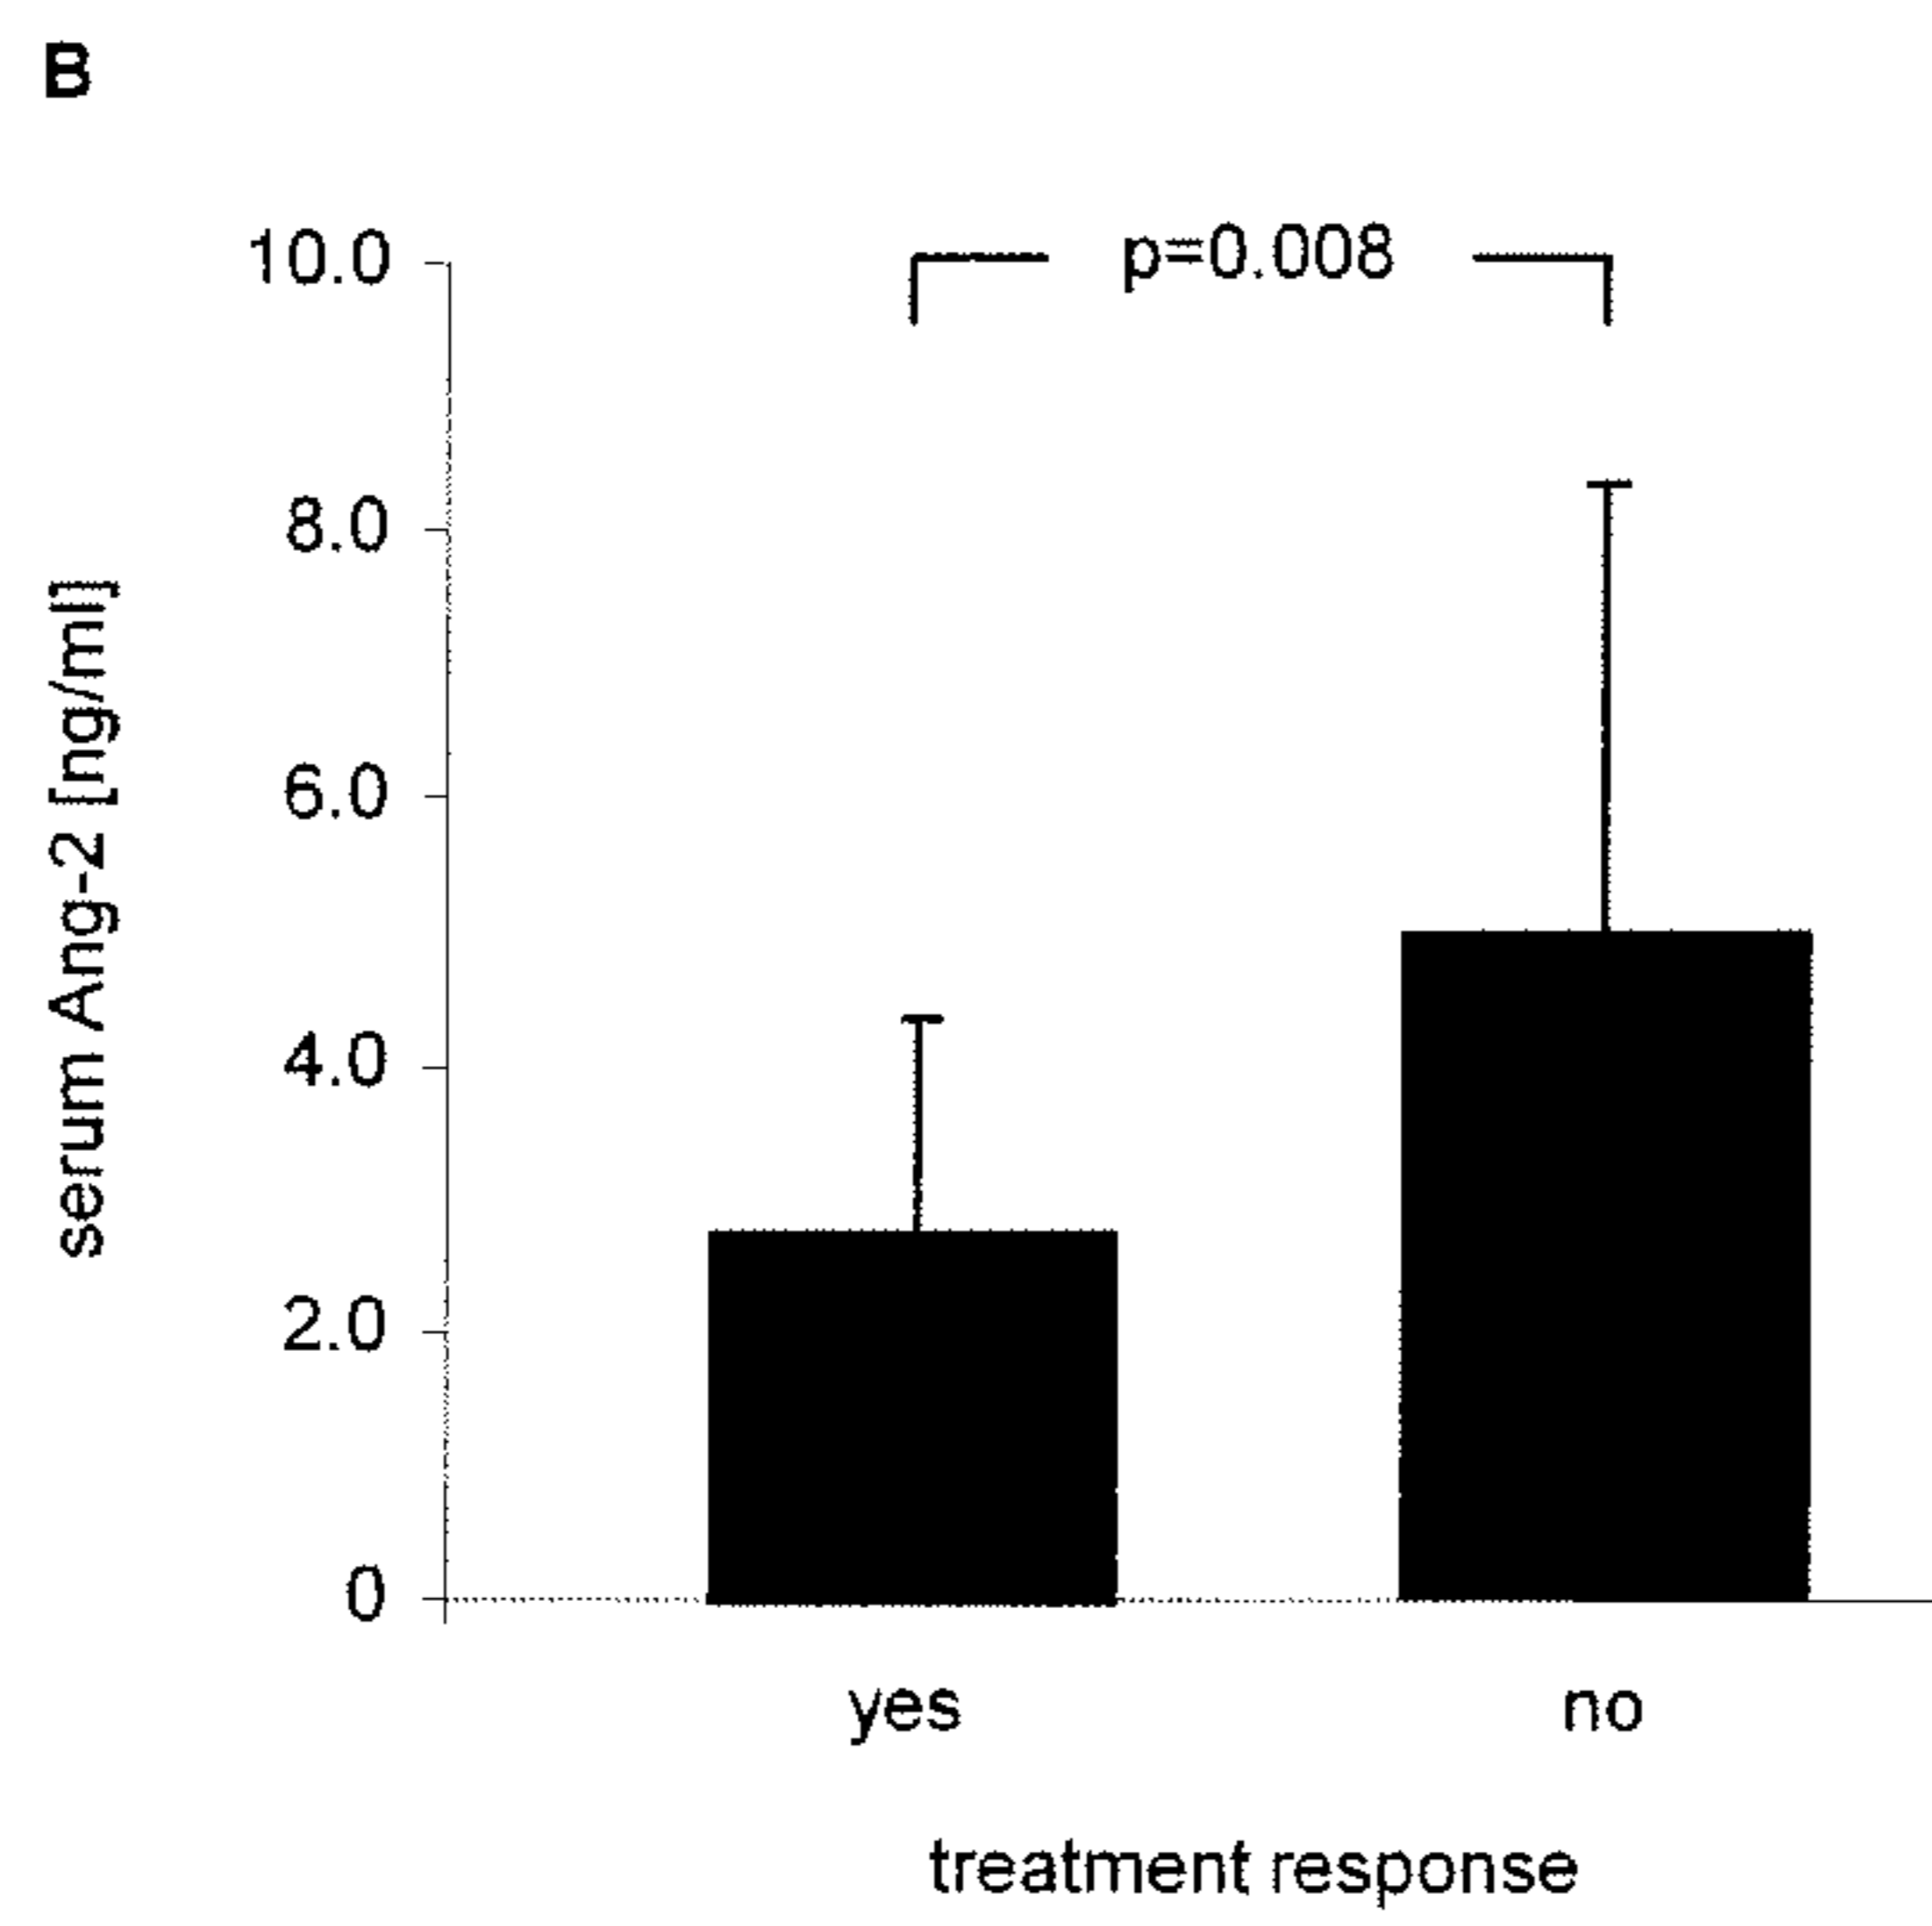 B
p=0.008
10.0
8.0
6.0
4.0
2.0
0
serum Ang-2 [ng/ml]
yes no
treatment response